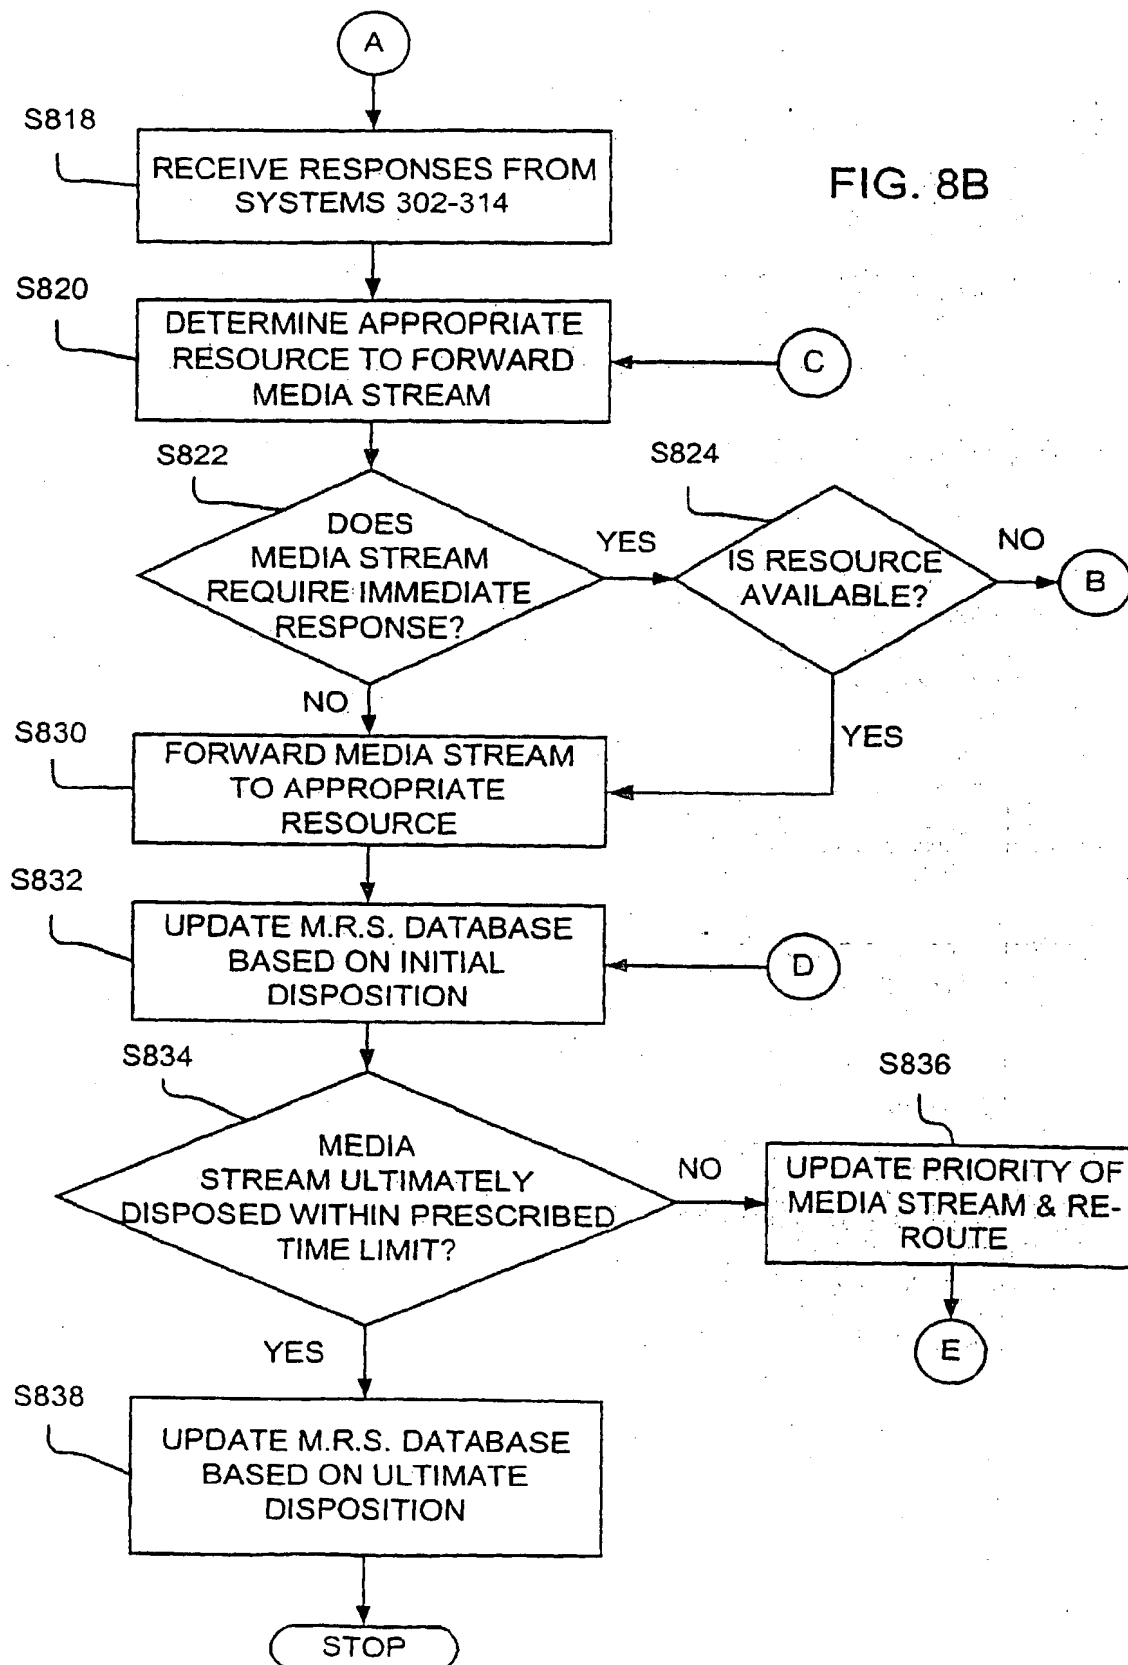 A
S818
RECEIVE RESPONSES FROM
SYSTEMS 302-314
FIG. 8B
S820
DETERMINE APPROPRIATE
RESOURCE TO FORWARD
MEDIA STREAM
C
S822
DOES
MEDIA STREAM
REQUIRE IMMEDIATE
RESPONSE?
YES
S824
IS RESOURCE
AVAILABLE?
NO
B
NO
YES
S830
FORWARD MEDIA STREAM
TO APPROPRIATE
RESOURCE
S832
UPDATE M.R.S. DATABASE
BASED ON INITIAL
DISPOSITION
D
S834
MEDIA
STREAM ULTIMATELY
DISPOSED WITHIN PRESCRIBED
TIME LIMIT?
NO
S836
UPDATE PRIORITY OF
MEDIA STREAM & RE-
ROUTE
E
YES
S838
UPDATE M.R.S. DATABASE
BASED ON ULTIMATE
DISPOSITION
STOP